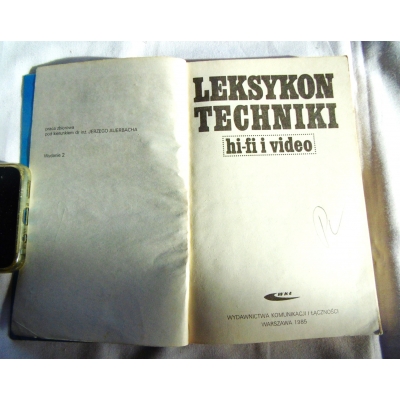 praca zbiorowa
pod kierunkiem dr inż. JERZEGO AUERBACHA
Wydanie 2
LEKSYKON
TECHNIKI
hi-fi i video
WKŁ
WYDAWNICTWA KOMUNIKACJI I ŁĄCZNOŚCI
WARSZAWA 1985